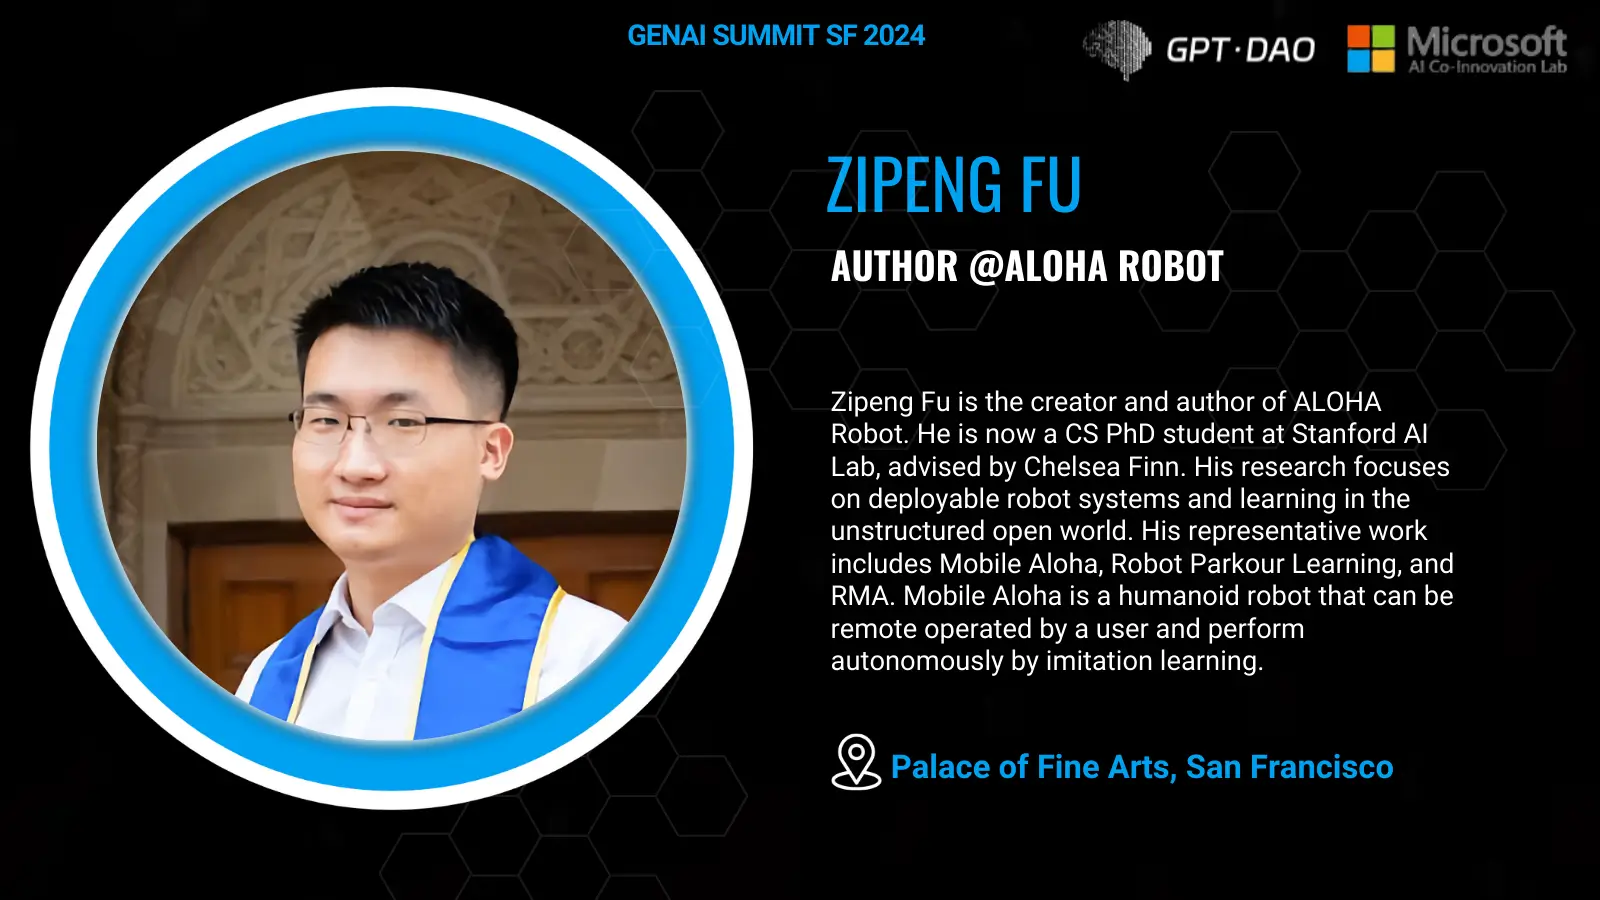 GENAI SUMMIT SF 2024
GPT·DAO
Microsoft
AI Co-Innovation Lab
ZIPENG FU
AUTHOR @ALOHA ROBOT
Zipeng Fu is the creator and author of ALOHA
Robot. He is now a CS PhD student at Stanford AI
Lab, advised by Chelsea Finn. His research focuses
on deployable robot systems and learning in the
unstructured open world. His representative work
includes Mobile Aloha, Robot Parkour Learning, and
RMA. Mobile Aloha is a humanoid robot that can be
remote operated by a user and perform
autonomously by imitation learning.
Palace of Fine Arts, San Francisco